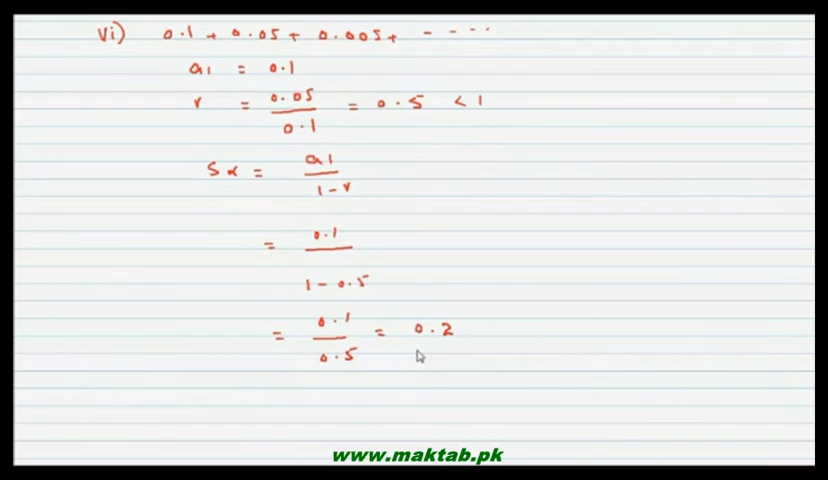 vi) 0.1 + 0.05 + 0.005 + - - - -
a1 = 0.1
r = 0.05 / 0.1 = 0.5 < 1
S∝ = a1 / 1 - r
= 0.1 / 1 - 0.5
= 0.1 / 0.5 = 0.2
www.maktab.pk